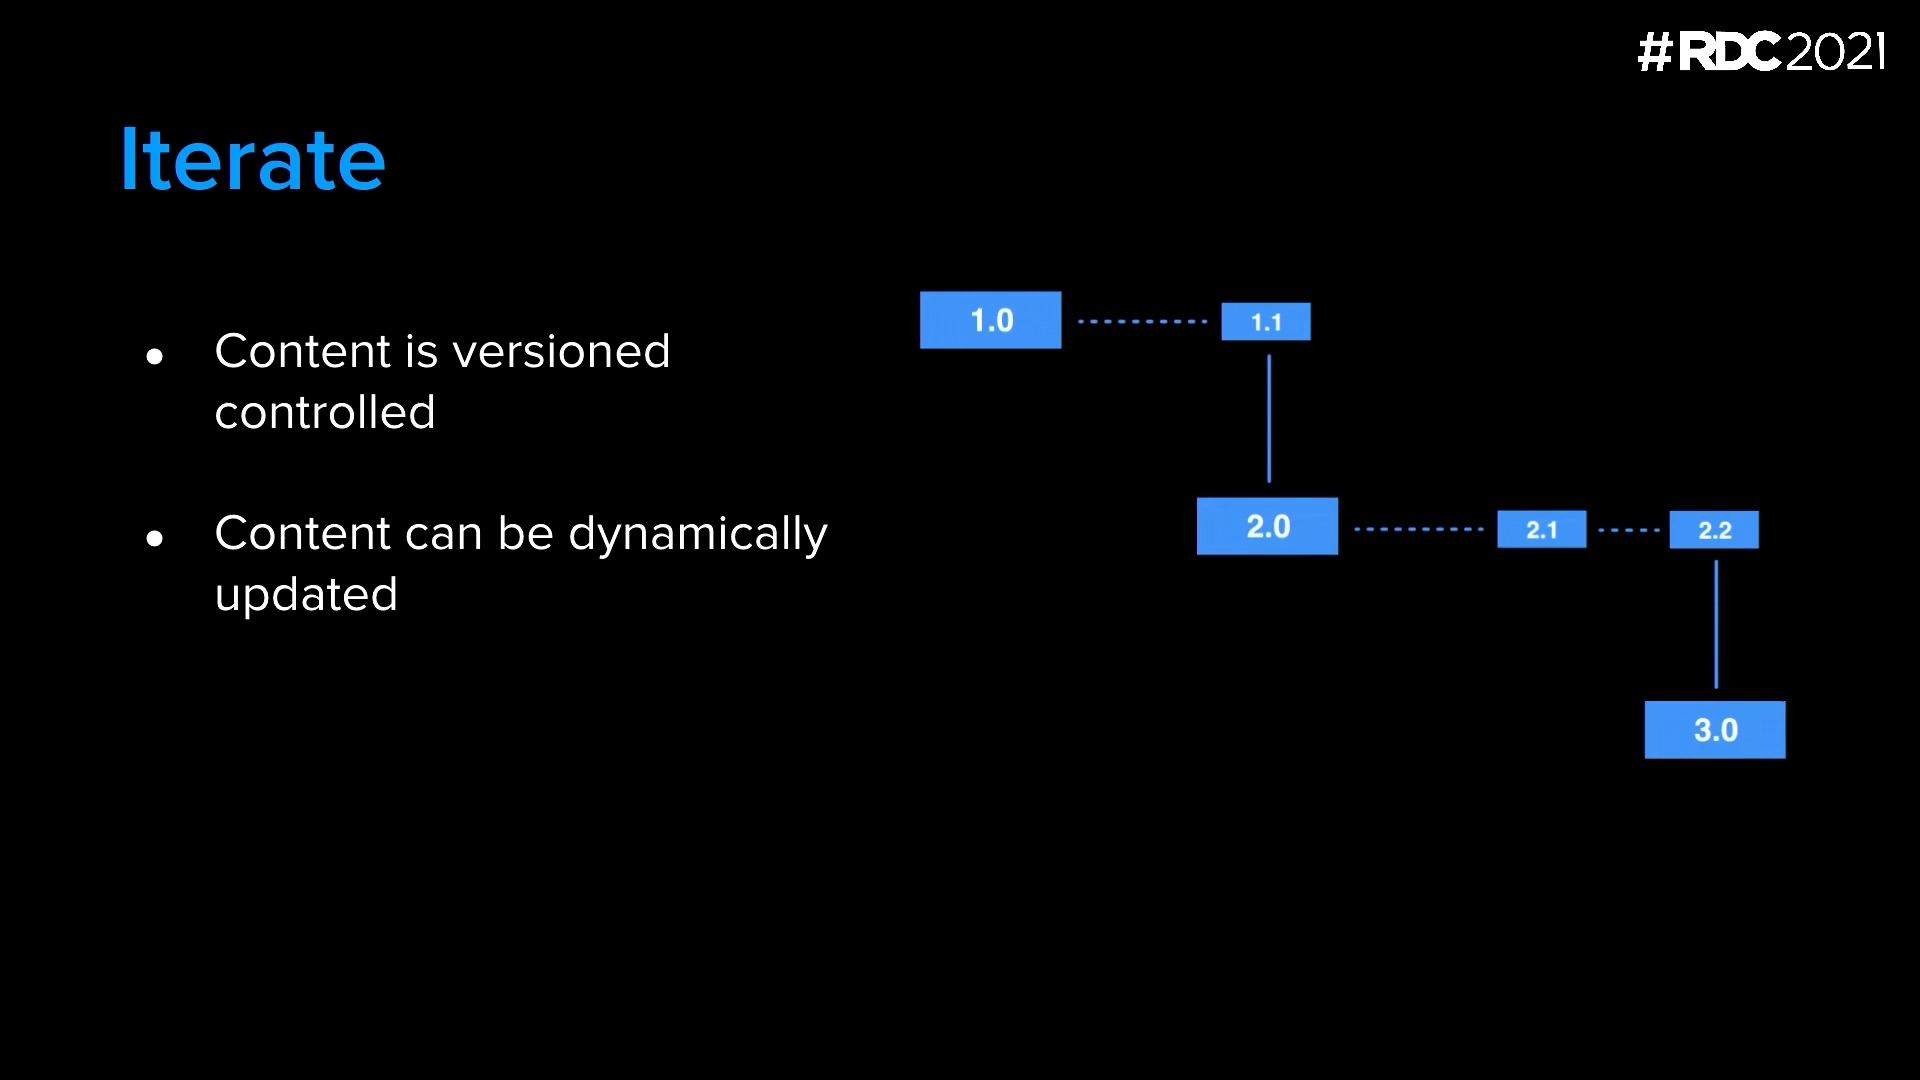 #RDC2021
Iterate
● Content is versioned
controlled
● Content can be dynamically
updated
1.0
1.1
2.0
2.1
2.2
3.0